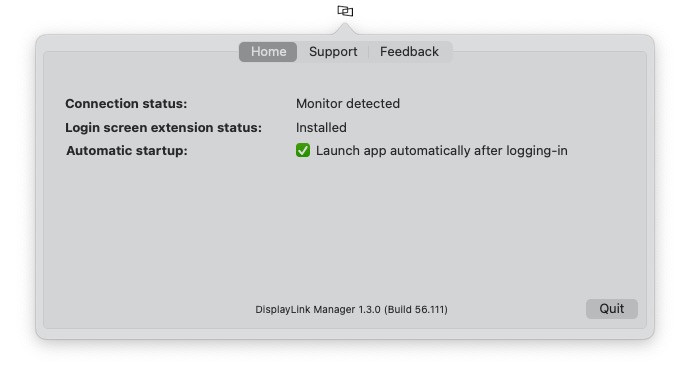 Home Support Feedback
Connection status: Monitor detected
Login screen extension status: Installed
Automatic startup: Launch app automatically after logging-in
DisplayLink Manager 1.3.0 (Build 56.111) Quit